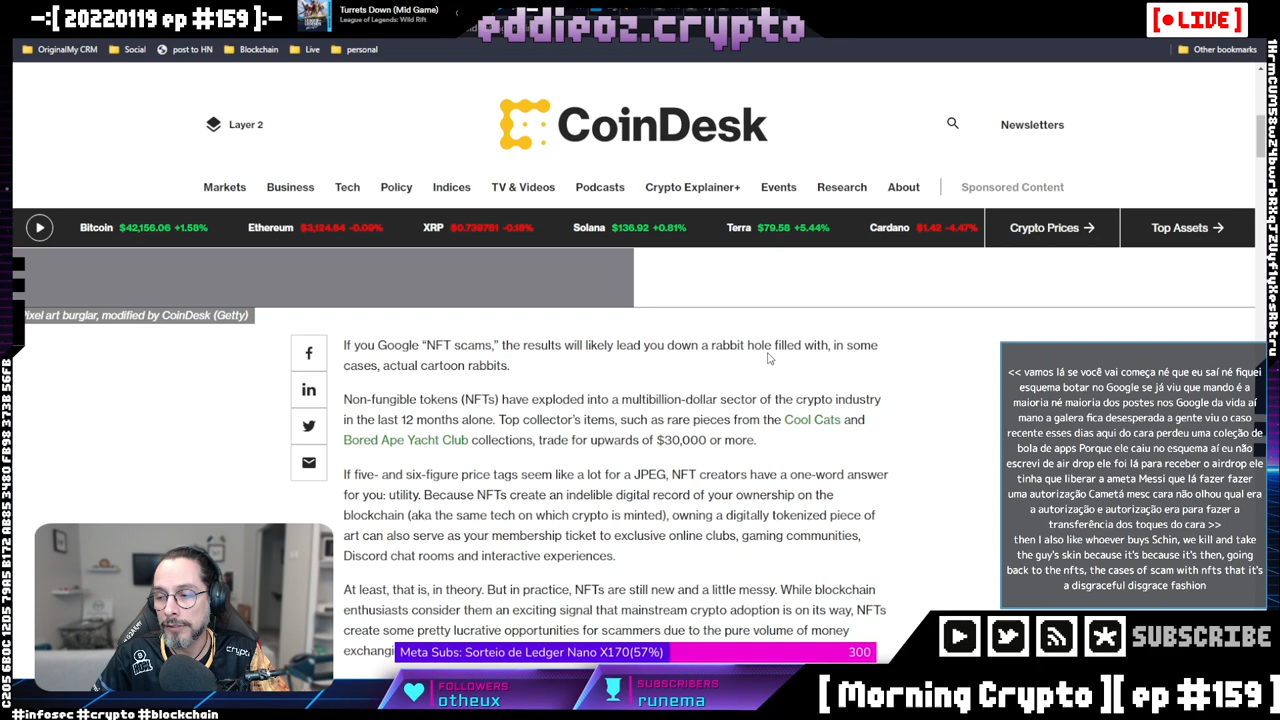 -:[ 20220119 ep #159 ]:-
Turrets Down (Mid Game)
League of Legends: Wild Rift
eddieoz.crypto
[ ● LIVE ]
OriginalMy CRM
Social
post to HN
Blockchain
Live
personal
Other bookmarks
Layer 2
CoinDesk
Newsletters
Markets
Business
Tech
Policy
Indices
TV & Videos
Podcasts
Crypto Explainer+
Events
Research
About
Sponsored Content
Bitcoin $42,156.06 +1.58%
Ethereum $3,124.64 -0.09%
XRP $0.739781 -0.18%
Solana $136.92 +0.81%
Terra $79.58 +5.44%
Cardano $1.42 -4.47%
Crypto Prices →
Top Assets →
ixel art burglar, modified by CoinDesk (Getty)
If you Google “NFT scams,” the results will likely lead you down a rabbit hole filled with, in some
cases, actual cartoon rabbits.
Non-fungible tokens (NFTs) have exploded into a multibillion-dollar sector of the crypto industry
in the last 12 months alone. Top collector’s items, such as rare pieces from the Cool Cats and
Bored Ape Yacht Club collections, trade for upwards of $30,000 or more.
If five- and six-figure price tags seem like a lot for a JPEG, NFT creators have a one-word answer
for you: utility. Because NFTs create an indelible digital record of your ownership on the
blockchain (aka the same tech on which crypto is minted), owning a digitally tokenized piece of
art can also serve as your membership ticket to exclusive online clubs, gaming communities,
Discord chat rooms and interactive experiences.
At least, that is, in theory. But in practice, NFTs are still new and a little messy. While blockchain
enthusiasts consider them an exciting signal that mainstream crypto adoption is on its way, NFTs
create some pretty lucrative opportunities for scammers due to the pure volume of money
exchangi
<< vamos lá se você vai começa né que eu saí né fiquei
esquema botar no Google se já viu que mando é a
maioria né maioria dos postes nos Google da vida aí
mano a galera fica desesperada a gente viu o caso
recente esses dias aqui do cara perdeu uma coleção de
bola de apps Porque ele caiu no esquema aí eu não
escrevi de air drop ele foi lá para receber o airdrop ele
tinha que liberar a ameta Messi que lá fazer fazer
uma autorização Cametá mesc cara não olhou qual era
a autorização e autorização era para fazer a
transferência dos toques do cara >>
then I also like whoever buys Schin, we kill and take
the guy's skin because it's because it's then, going
back to the nfts, the cases of scam with nfts that it's
a disgraceful disgrace fashion
SUBSCRIBE
Meta Subs: Sorteio de Ledger Nano X170(57%)
300
FOLLOWERS
otheux
SUBSCRIBERS
runema
[ Morning Crypto ][ ep #159 ]
#infosec #crypto #blockchain